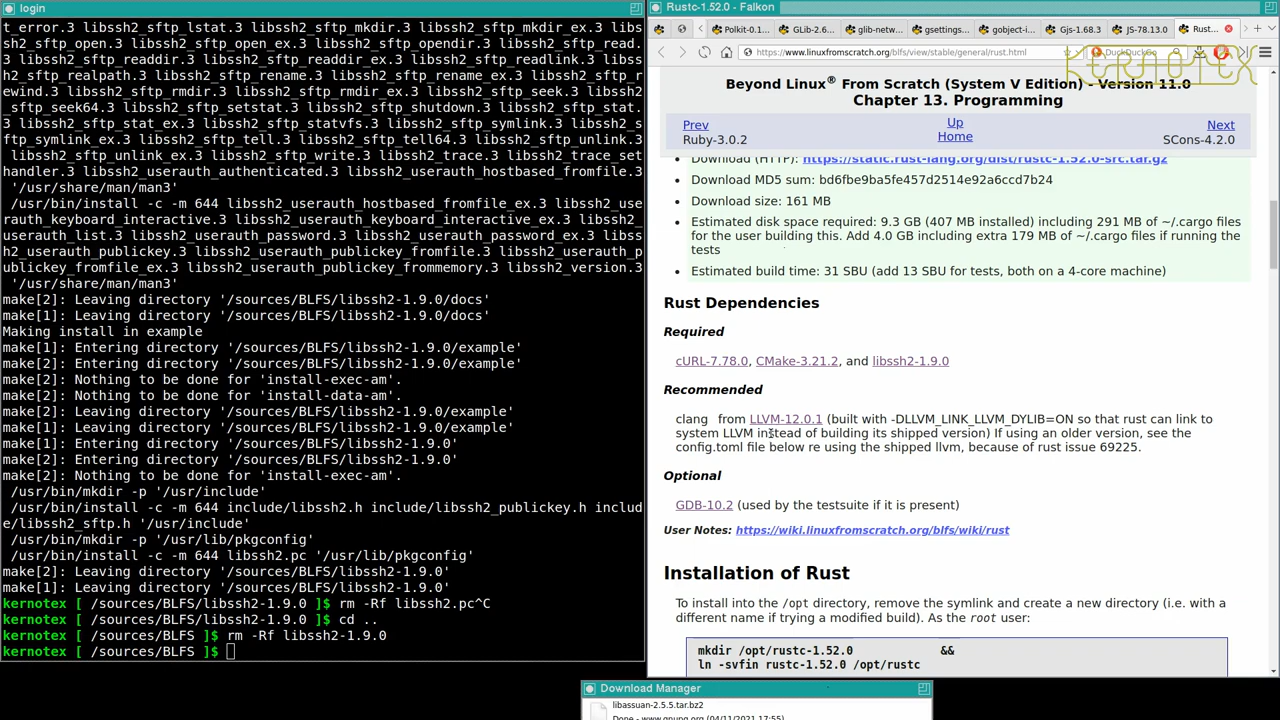 login
t_error.3 libssh2_sftp_lstat.3 libssh2_sftp_mkdir.3 libssh2_sftp_mkdir_ex.3 libs
sh2_sftp_open.3 libssh2_sftp_open_ex.3 libssh2_sftp_opendir.3 libssh2_sftp_read.
3 libssh2_sftp_readdir.3 libssh2_sftp_readdir_ex.3 libssh2_sftp_readlink.3 libss
h2_sftp_realpath.3 libssh2_sftp_rename.3 libssh2_sftp_rename_ex.3 libssh2_sftp_r
ewind.3 libssh2_sftp_rmdir.3 libssh2_sftp_rmdir_ex.3 libssh2_sftp_seek.3 libssh2
_sftp_seek64.3 libssh2_sftp_setstat.3 libssh2_sftp_shutdown.3 libssh2_sftp_stat.
3 libssh2_sftp_stat_ex.3 libssh2_sftp_statvfs.3 libssh2_sftp_symlink.3 libssh2_s
ftp_symlink_ex.3 libssh2_sftp_tell.3 libssh2_sftp_tell64.3 libssh2_sftp_unlink.3
 libssh2_sftp_unlink_ex.3 libssh2_sftp_write.3 libssh2_trace.3 libssh2_trace_set
handler.3 libssh2_userauth_authenticated.3 libssh2_userauth_hostbased_fromfile.3
 '/usr/share/man/man3'
 /usr/bin/install -c -m 644 libssh2_userauth_hostbased_fromfile_ex.3 libssh2_use
rauth_keyboard_interactive.3 libssh2_userauth_keyboard_interactive_ex.3 libssh2_
userauth_list.3 libssh2_userauth_password.3 libssh2_userauth_password_ex.3 libss
h2_userauth_publickey.3 libssh2_userauth_publickey_fromfile.3 libssh2_userauth_p
ublickey_fromfile_ex.3 libssh2_userauth_publickey_frommemory.3 libssh2_version.3
 '/usr/share/man/man3'
make[2]: Leaving directory '/sources/BLFS/libssh2-1.9.0/docs'
make[1]: Leaving directory '/sources/BLFS/libssh2-1.9.0/docs'
Making install in example
make[1]: Entering directory '/sources/BLFS/libssh2-1.9.0/example'
make[2]: Entering directory '/sources/BLFS/libssh2-1.9.0/example'
make[2]: Nothing to be done for 'install-exec-am'.
make[2]: Nothing to be done for 'install-data-am'.
make[2]: Leaving directory '/sources/BLFS/libssh2-1.9.0/example'
make[1]: Leaving directory '/sources/BLFS/libssh2-1.9.0/example'
make[1]: Entering directory '/sources/BLFS/libssh2-1.9.0'
make[2]: Entering directory '/sources/BLFS/libssh2-1.9.0'
make[2]: Nothing to be done for 'install-exec-am'.
 /usr/bin/mkdir -p '/usr/include'
 /usr/bin/install -c -m 644 include/libssh2.h include/libssh2_publickey.h includ
e/libssh2_sftp.h '/usr/include'
 /usr/bin/mkdir -p '/usr/lib/pkgconfig'
 /usr/bin/install -c -m 644 libssh2.pc '/usr/lib/pkgconfig'
make[2]: Leaving directory '/sources/BLFS/libssh2-1.9.0'
make[1]: Leaving directory '/sources/BLFS/libssh2-1.9.0'
kernotex [ /sources/BLFS/libssh2-1.9.0 ]$ rm -Rf libssh2.pc^C
kernotex [ /sources/BLFS/libssh2-1.9.0 ]$ cd ..
kernotex [ /sources/BLFS ]$ rm -Rf libssh2-1.9.0
kernotex [ /sources/BLFS ]$
Rustc-1.52.0 - Falkon
Polkit-0.1... GLib-2.6... glib-netw... gsettings... gobject-i... Gjs-1.68.3 JS-78.13.0 Rust...
https://www.linuxfromscratch.org/blfs/view/stable/general/rust.html DuckDuckGo
KERNOTEX
Beyond Linux® From Scratch (System V Edition) - Version 11.0
Chapter 13. Programming
Prev Up Next
Ruby-3.0.2 Home SCons-4.2.0
Download (HTTP): https://static.rust-lang.org/dist/rustc-1.52.0-src.tar.gz
Download MD5 sum: bd6fbe9ba5fe457d2514e92a6ccd7b24
Download size: 161 MB
Estimated disk space required: 9.3 GB (407 MB installed) including 291 MB of ~/.cargo files
for the user building this. Add 4.0 GB including extra 179 MB of ~/.cargo files if running the
tests
Estimated build time: 31 SBU (add 13 SBU for tests, both on a 4-core machine)
Rust Dependencies
Required
cURL-7.78.0, CMake-3.21.2, and libssh2-1.9.0
Recommended
clang from LLVM-12.0.1 (built with -DLLVM_LINK_LLVM_DYLIB=ON so that rust can link to
system LLVM instead of building its shipped version) If using an older version, see the
config.toml file below re using the shipped llvm, because of rust issue 69225.
Optional
GDB-10.2 (used by the testsuite if it is present)
User Notes: https://wiki.linuxfromscratch.org/blfs/wiki/rust
Installation of Rust
To install into the /opt directory, remove the symlink and create a new directory (i.e. with a
different name if trying a modified build). As the root user:
mkdir /opt/rustc-1.52.0 &&
ln -svfin rustc-1.52.0 /opt/rustc
Download Manager
libassuan-2.5.5.tar.bz2
Done - www.gnupg.org (04/11/2021 17:55)